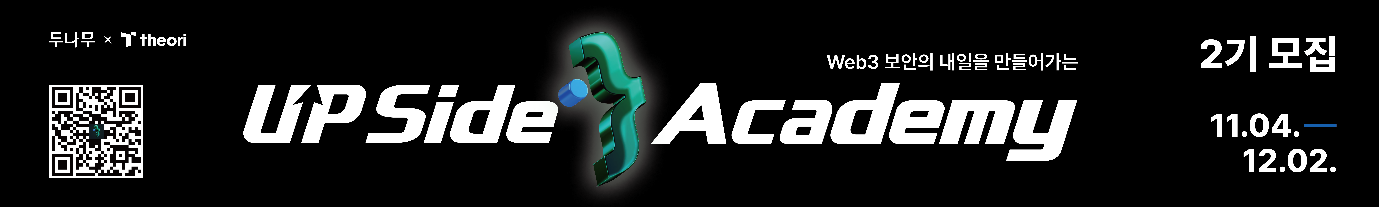 두나무 × theori
Web3 보안의 내일을 만들어가는
UPSide Academy
2기 모집
11.04.—
12.02.